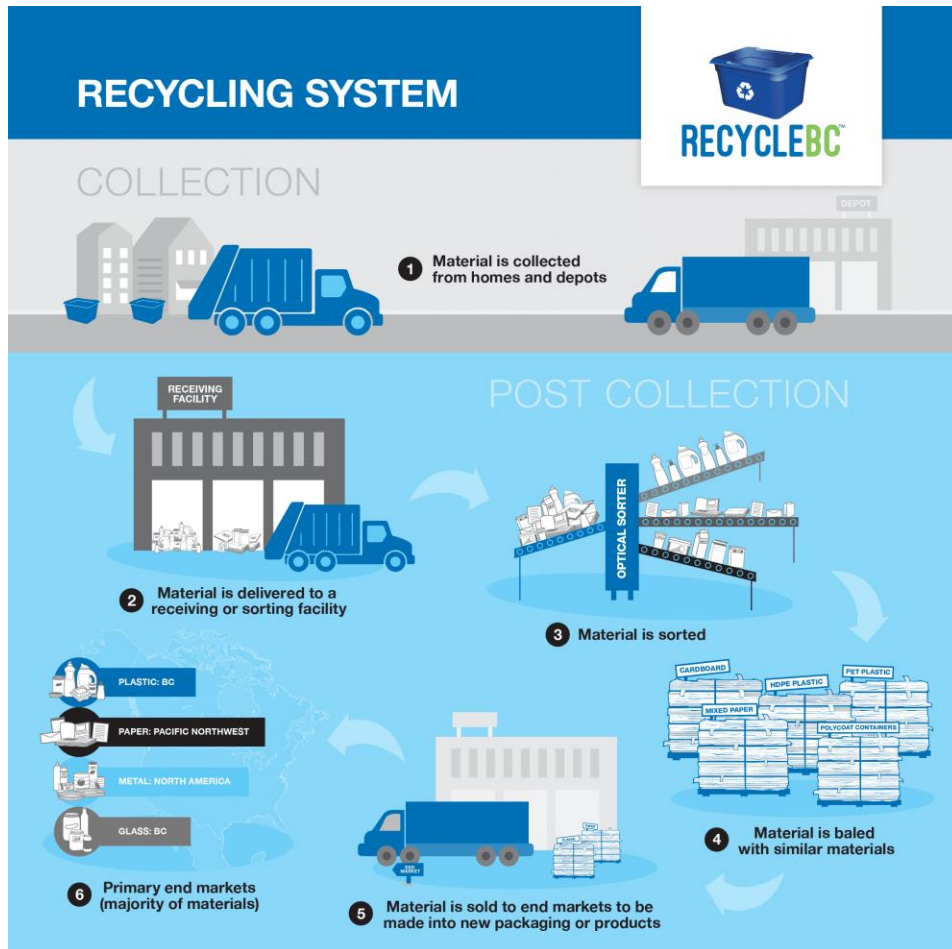 RECYCLING SYSTEM
RECYCLEBC™
COLLECTION
DEPOT
1 Material is collected
from homes and depots
RECEIVING
FACILITY
POST COLLECTION
OPTICAL SORTER
2 Material is delivered to a
receiving or sorting facility
3 Material is sorted
CARDBOARD
HDPE PLASTIC
PET PLASTIC
MIXED PAPER
POLYCOAT CONTAINERS
PLASTIC: BC
PAPER: PACIFIC NORTHWEST
METAL: NORTH AMERICA
GLASS: BC
4 Material is baled
with similar materials
END
MARKET
5 Material is sold to end markets to be
made into new packaging or products
6 Primary end markets
(majority of materials)